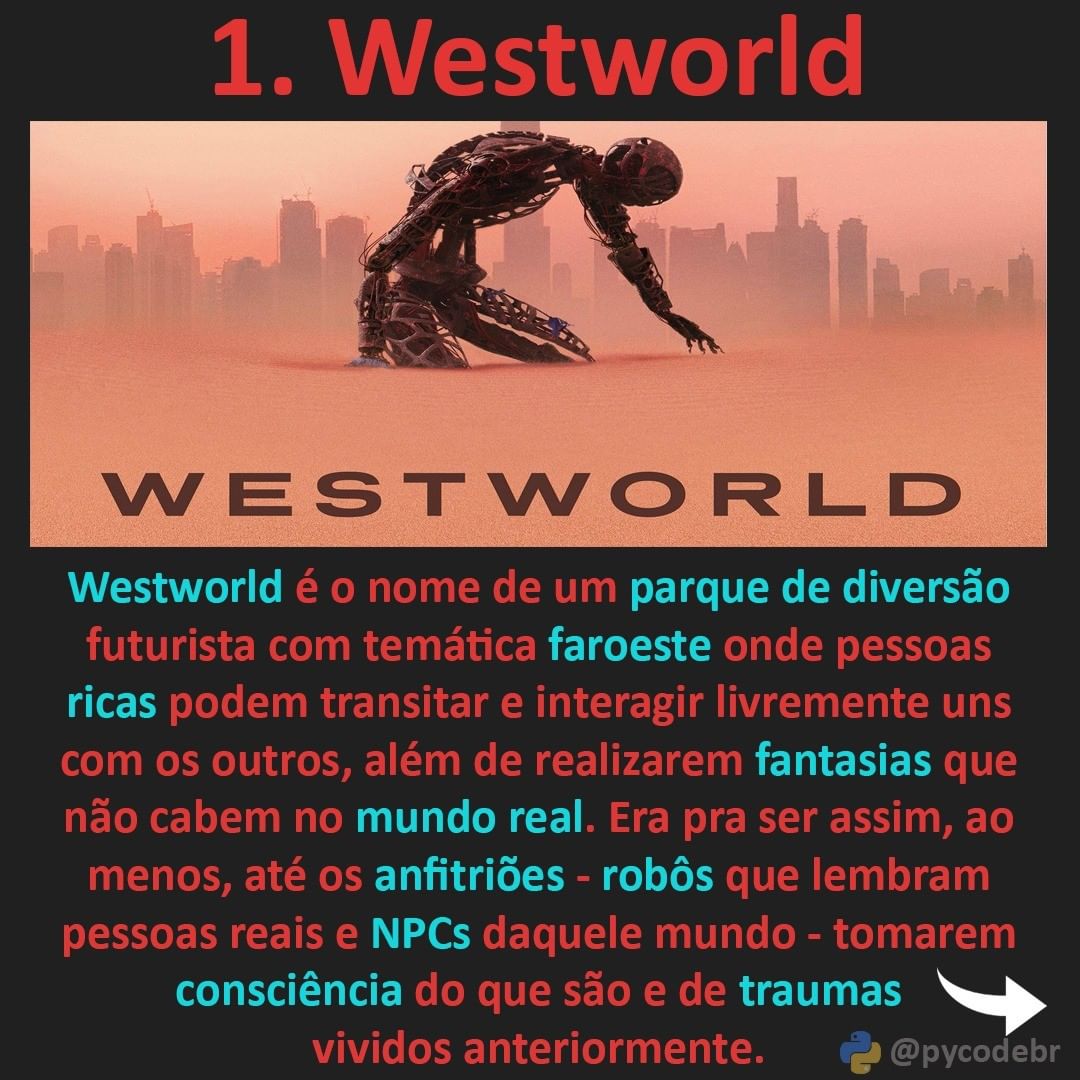 1. Westworld
WESTWORLD
Westworld é o nome de um parque de diversão
futurista com temática faroeste onde pessoas
ricas podem transitar e interagir livremente uns
com os outros, além de realizarem fantasias que
não cabem no mundo real. Era pra ser assim, ao
menos, até os anfitriões - robôs que lembram
pessoas reais e NPCs daquele mundo - tomarem
consciência do que são e de traumas
vividos anteriormente.
@pycodebr